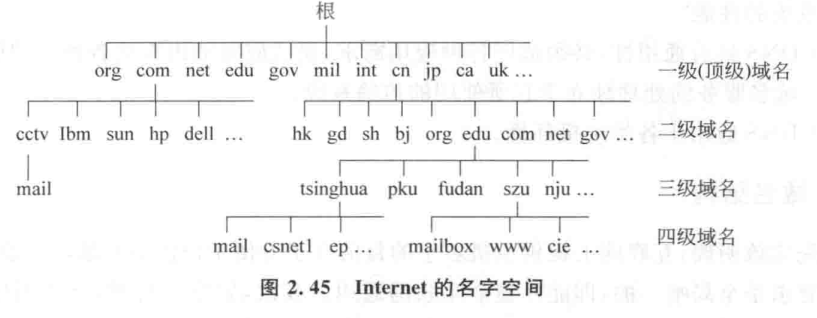 根
org com net edu gov mil int cn jp ca uk … 一级(顶级)域名
cctv Ibm sun hp dell … hk gd sh bj org edu com net gov … 二级域名
mail tsinghua pku fudan szu nju … 三级域名
mail csnet1 ep … mailbox www cie … 四级域名
图 2.45 Internet 的名字空间